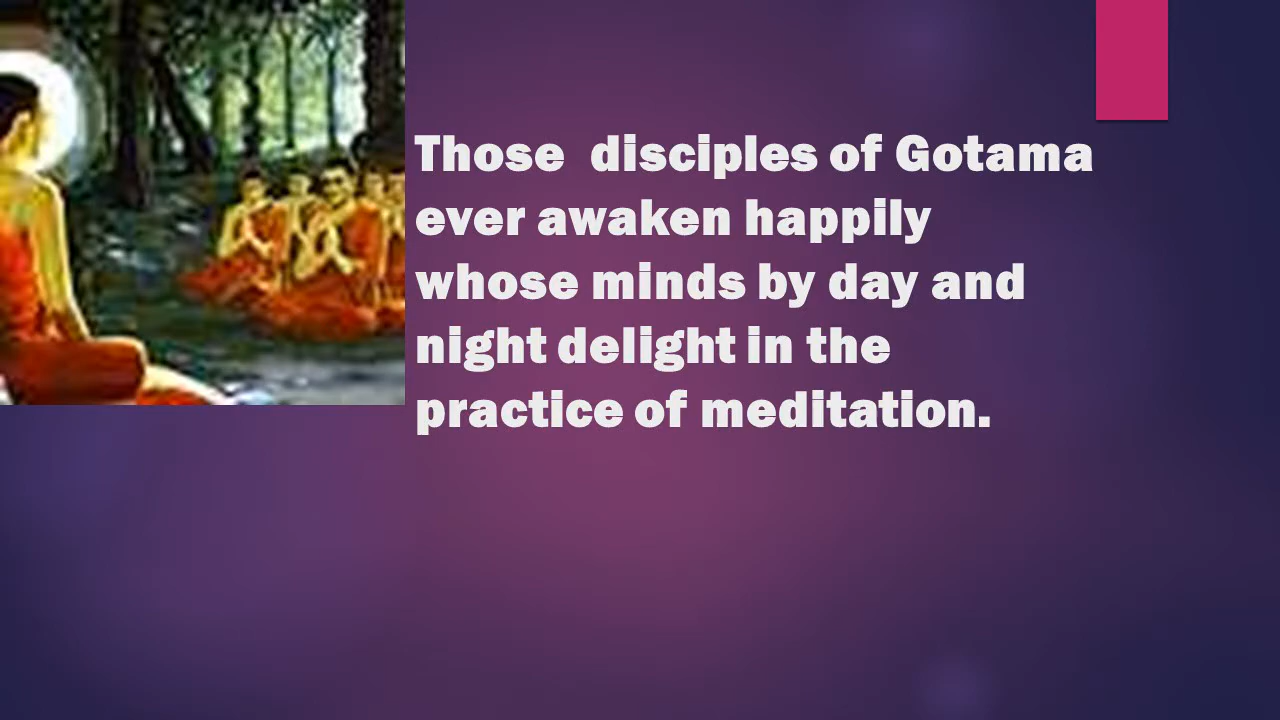 Those  disciples of Gotama
ever awaken happily
whose minds by day and
night delight in the
practice of meditation.